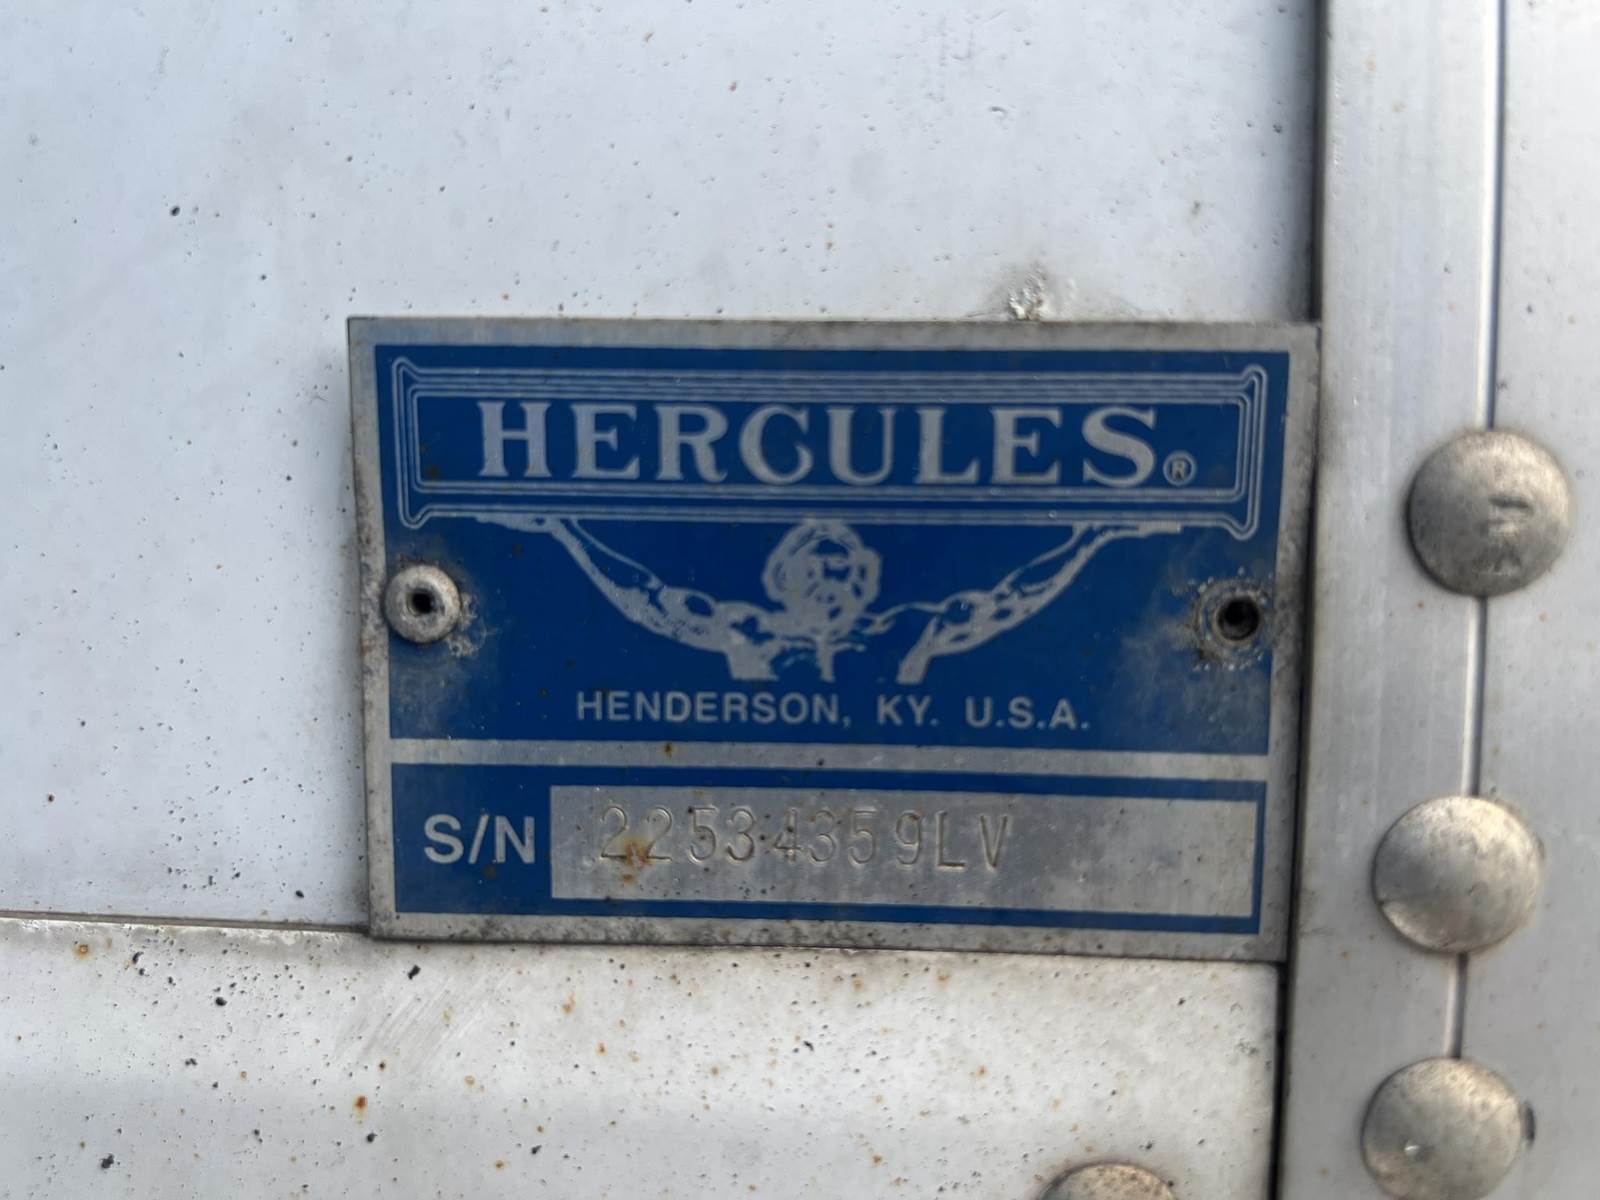 HERCULES®
HENDERSON, KY. U.S.A.
S/N 22534359LV